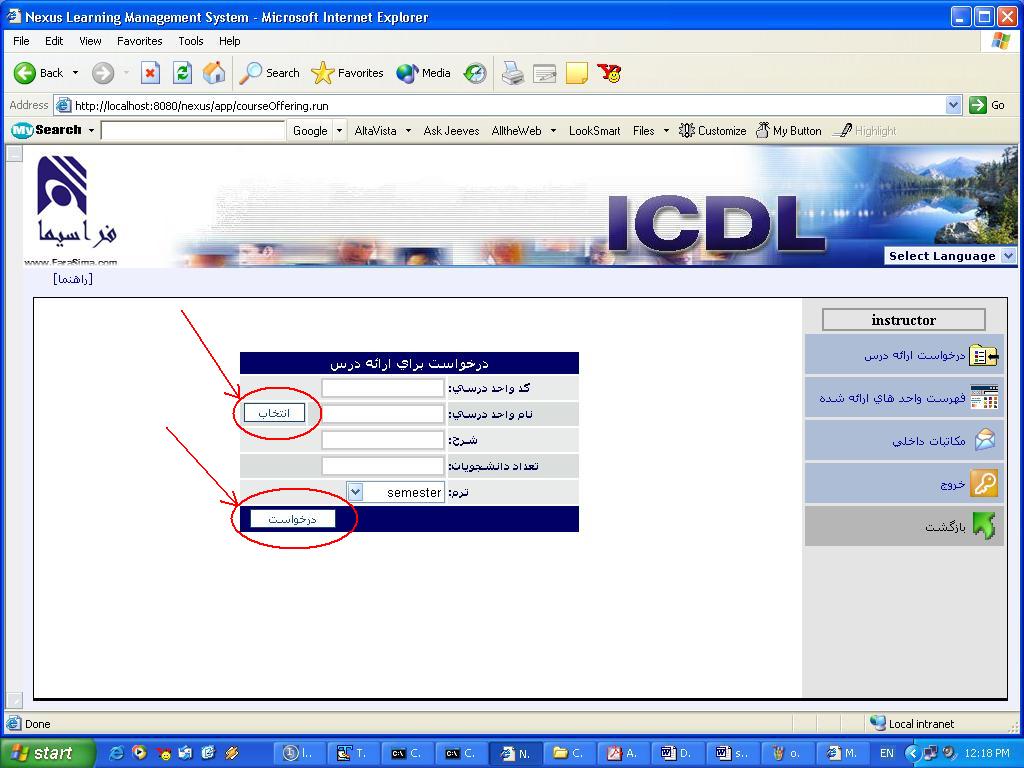 Nexus Learning Management System - Microsoft Internet Explorer
File Edit View Favorites Tools Help
Back Search Favorites Media
Address http://localhost:8080/nexus/app/courseOffering.run Go
My Search Google AltaVista Ask Jeeves AlltheWeb LookSmart Files Customize My Button Highlight
فراسیما
www.FaraSima.com
ICDL
Select Language
[راهنما]
instructor
درخواست ارائه درس
فهرست واحد هاي ارائه شده
مکاتبات داخلي
خروج
بازگشت
درخواست براي ارائه درس
کد واحد درسي:
نام واحد درسي: انتخاب
شرح:
تعداد دانشجويان:
ترم: semester
درخواست
Done Local intranet
start I.. T. C. C. N. C. A. D. s.. o. M. EN 12:18 PM